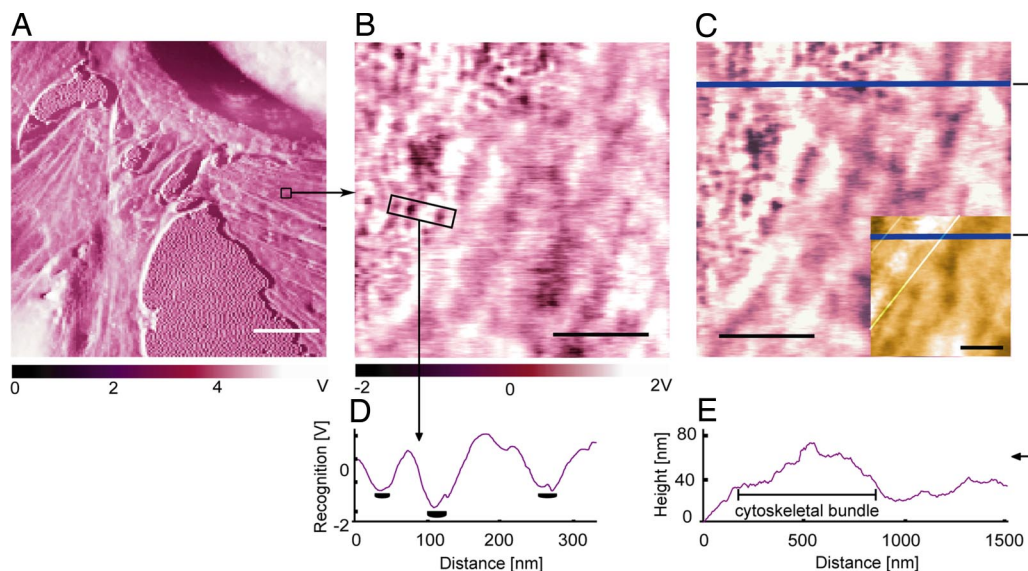 A
B
C
0 2 4 V
-2 0 2V
D
Recognition [V]
0
-2
0 100 200 300
Distance [nm]
E
Height [nm]
80
40
0
cytoskeletal bundle
0 500 1000 1500
Distance [nm]